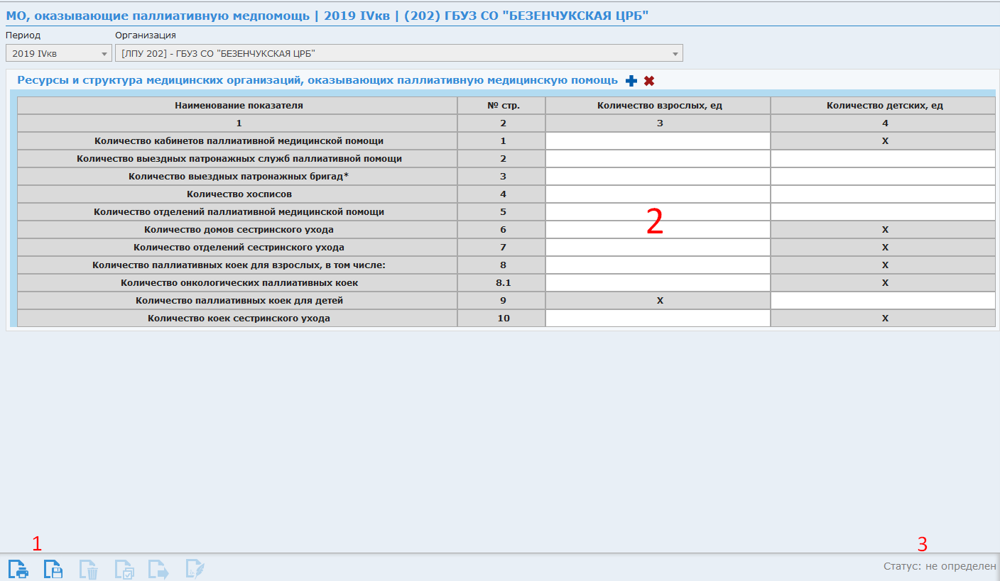 МО, оказывающие паллиативную медпомощь | 2019 IVкв | (202) ГБУЗ СО "БЕЗЕНЧУКСКАЯ ЦРБ"
Период Организация
2019 IVкв [ЛПУ 202] - ГБУЗ СО "БЕЗЕНЧУКСКАЯ ЦРБ"
Ресурсы и структура медицинских организаций, оказывающих паллиативную медицинскую помощь
Наименование показателя № стр. Количество взрослых, ед Количество детских, ед
1 2 3 4
Количество кабинетов паллиативной медицинской помощи 1 X
Количество выездных патронажных служб паллиативной помощи 2
Количество выездных патронажных бригад* 3
Количество хосписов 4
Количество отделений паллиативной медицинской помощи 5
2
Количество домов сестринского ухода 6 X
Количество отделений сестринского ухода 7 X
Количество паллиативных коек для взрослых, в том числе: 8 X
Количество онкологических паллиативных коек 8.1 X
Количество паллиативных коек для детей 9 X
Количество коек сестринского ухода 10 X
1 3
Статус: не определен